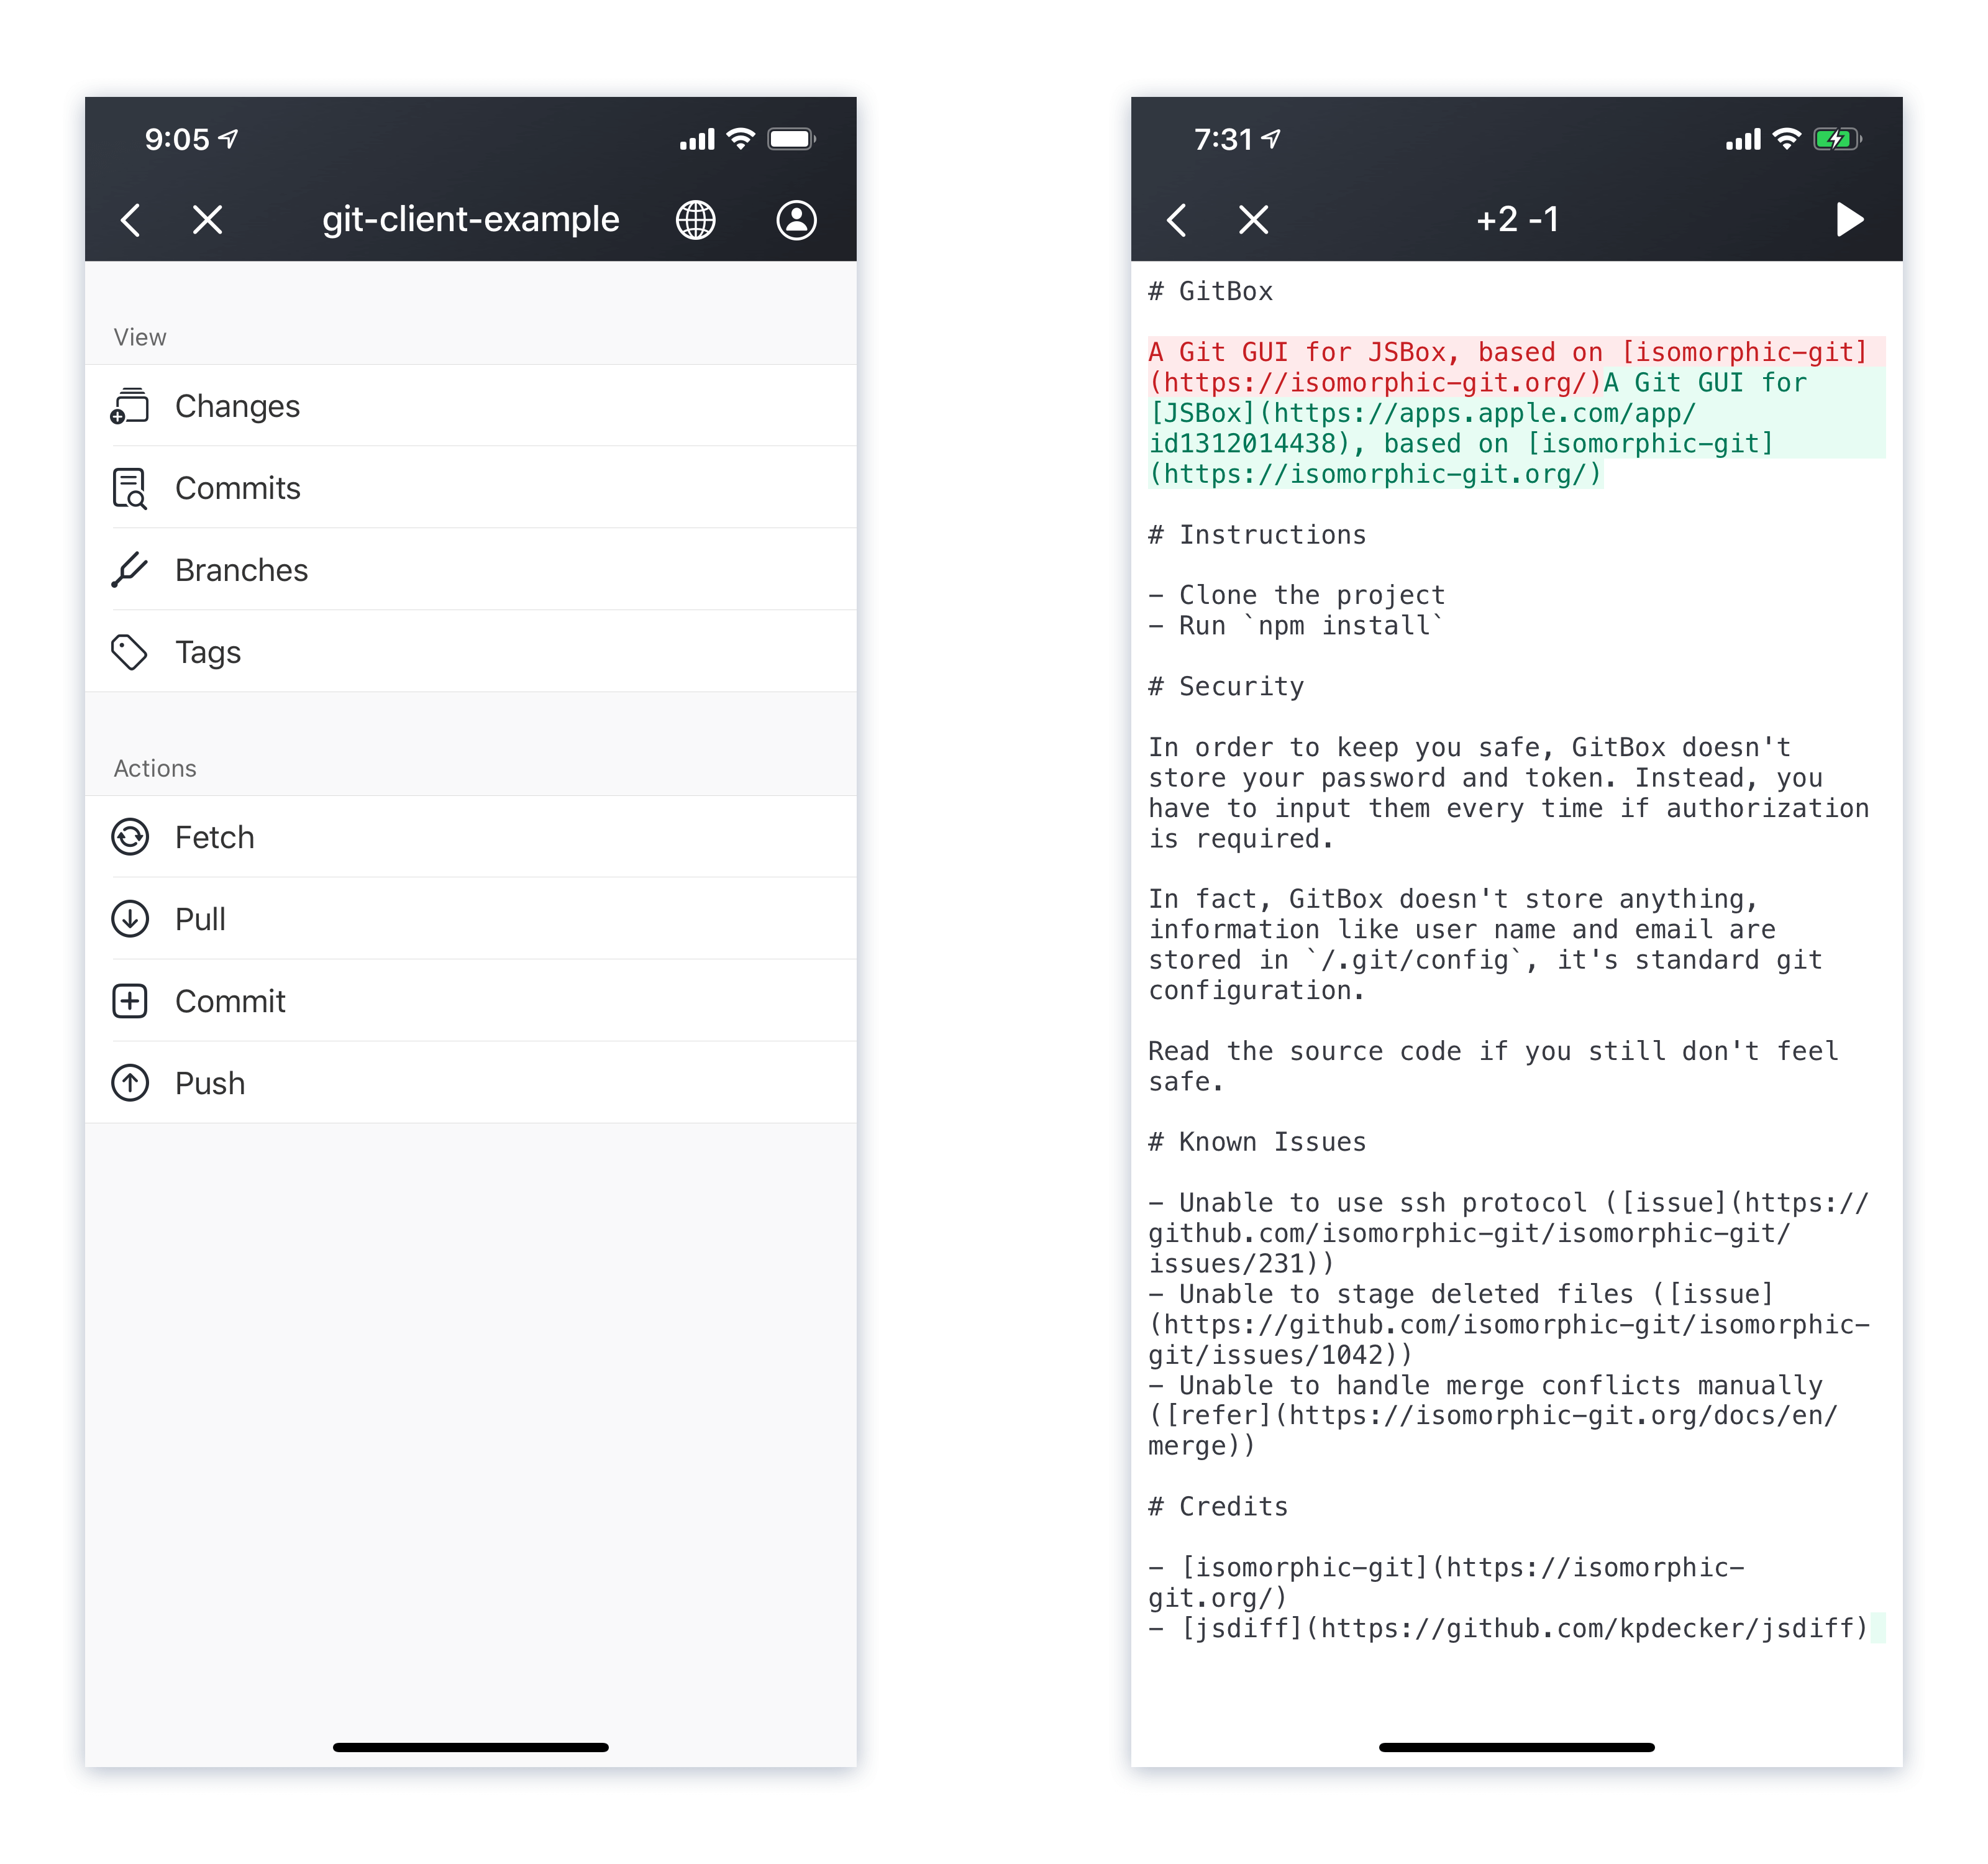 9:05
git-client-example
View
Changes
Commits
Branches
Tags
Actions
Fetch
Pull
Commit
Push
7:31
+2 -1
# GitBox
A Git GUI for JSBox, based on [isomorphic-git]
(https://isomorphic-git.org/)A Git GUI for
[JSBox](https://apps.apple.com/app/
id1312014438), based on [isomorphic-git]
(https://isomorphic-git.org/)
# Instructions
- Clone the project
- Run `npm install`
# Security
In order to keep you safe, GitBox doesn't
store your password and token. Instead, you
have to input them every time if authorization
is required.
In fact, GitBox doesn't store anything,
information like user name and email are
stored in `/.git/config`, it's standard git
configuration.
Read the source code if you still don't feel
safe.
# Known Issues
- Unable to use ssh protocol ([issue](https://
github.com/isomorphic-git/isomorphic-git/
issues/231))
- Unable to stage deleted files ([issue]
(https://github.com/isomorphic-git/isomorphic-
git/issues/1042))
- Unable to handle merge conflicts manually
([refer](https://isomorphic-git.org/docs/en/
merge))
# Credits
- [isomorphic-git](https://isomorphic-
git.org/)
- [jsdiff](https://github.com/kpdecker/jsdiff)